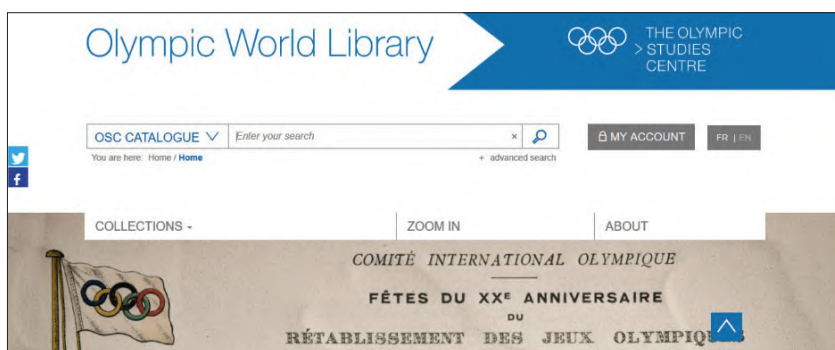 Olympic World Library
THE OLYMPIC
> STUDIES
CENTRE
OSC CATALOGUE
Enter your search
×
MY ACCOUNT
FR | EN
You are here: Home / Home
+ advanced search
COLLECTIONS
ZOOM IN
ABOUT
COMITÉ INTERNATIONAL OLYMPIQUE
FÊTES DU XXE ANNIVERSAIRE
DU
RÉTABLISSEMENT DES JEUX OLYMPIQUES